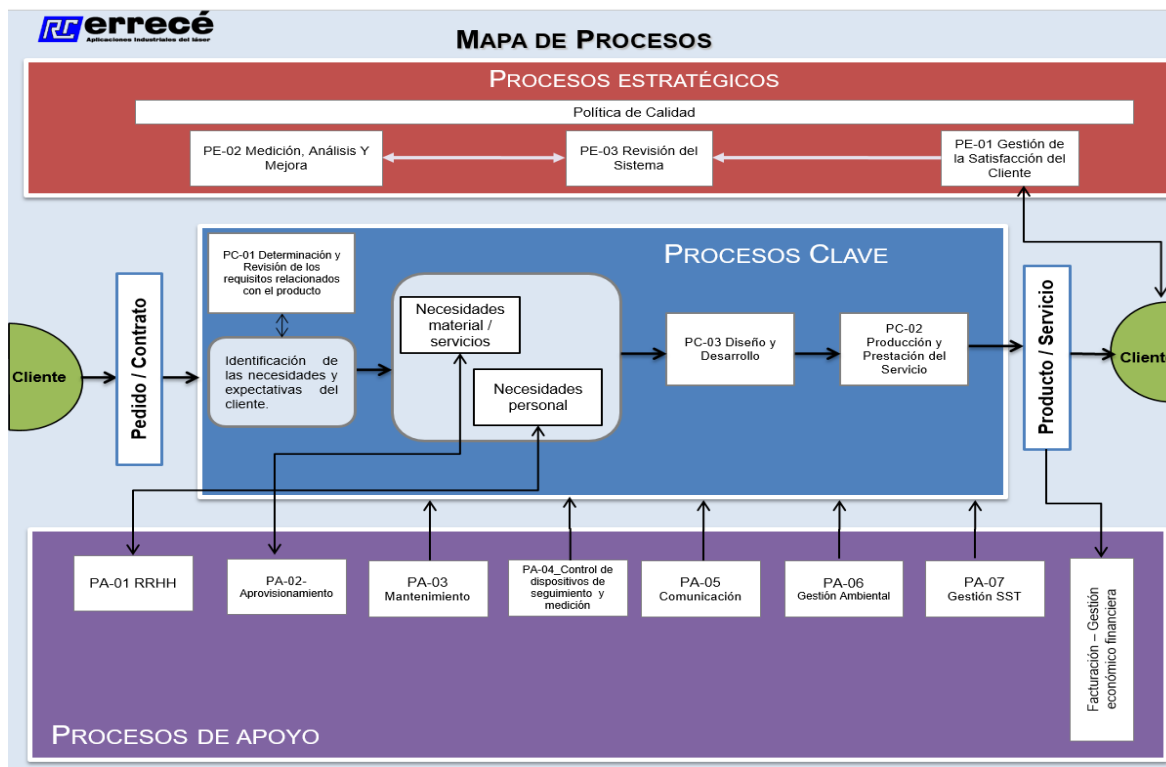 RC errecé
Aplicaciones Industriales del láser
MAPA DE PROCESOS
PROCESOS ESTRATÉGICOS
Política de Calidad
PE-02 Medición, Análisis Y
Mejora
PE-03 Revisión del
Sistema
PE-01 Gestión de
la Satisfacción del
Cliente
PROCESOS CLAVE
PC-01 Determinación y
Revisión de los
requisitos relacionados
con el producto
Identificación de
las necesidades y
expectativas del
cliente.
Necesidades
material /
servicios
Necesidades
personal
PC-03 Diseño y
Desarrollo
PC-02
Producción y
Prestación del
Servicio
Cliente
Pedido / Contrato
Producto / Servicio
Cliente
PA-01 RRHH
PA-02-
Aprovisionamiento
PA-03
Mantenimiento
PA-04_Control de
dispositivos de
seguimiento y
medición
PA-05
Comunicación
PA-06
Gestión Ambiental
PA-07
Gestión SST
Facturación – Gestión
económico financiera
PROCESOS DE APOYO